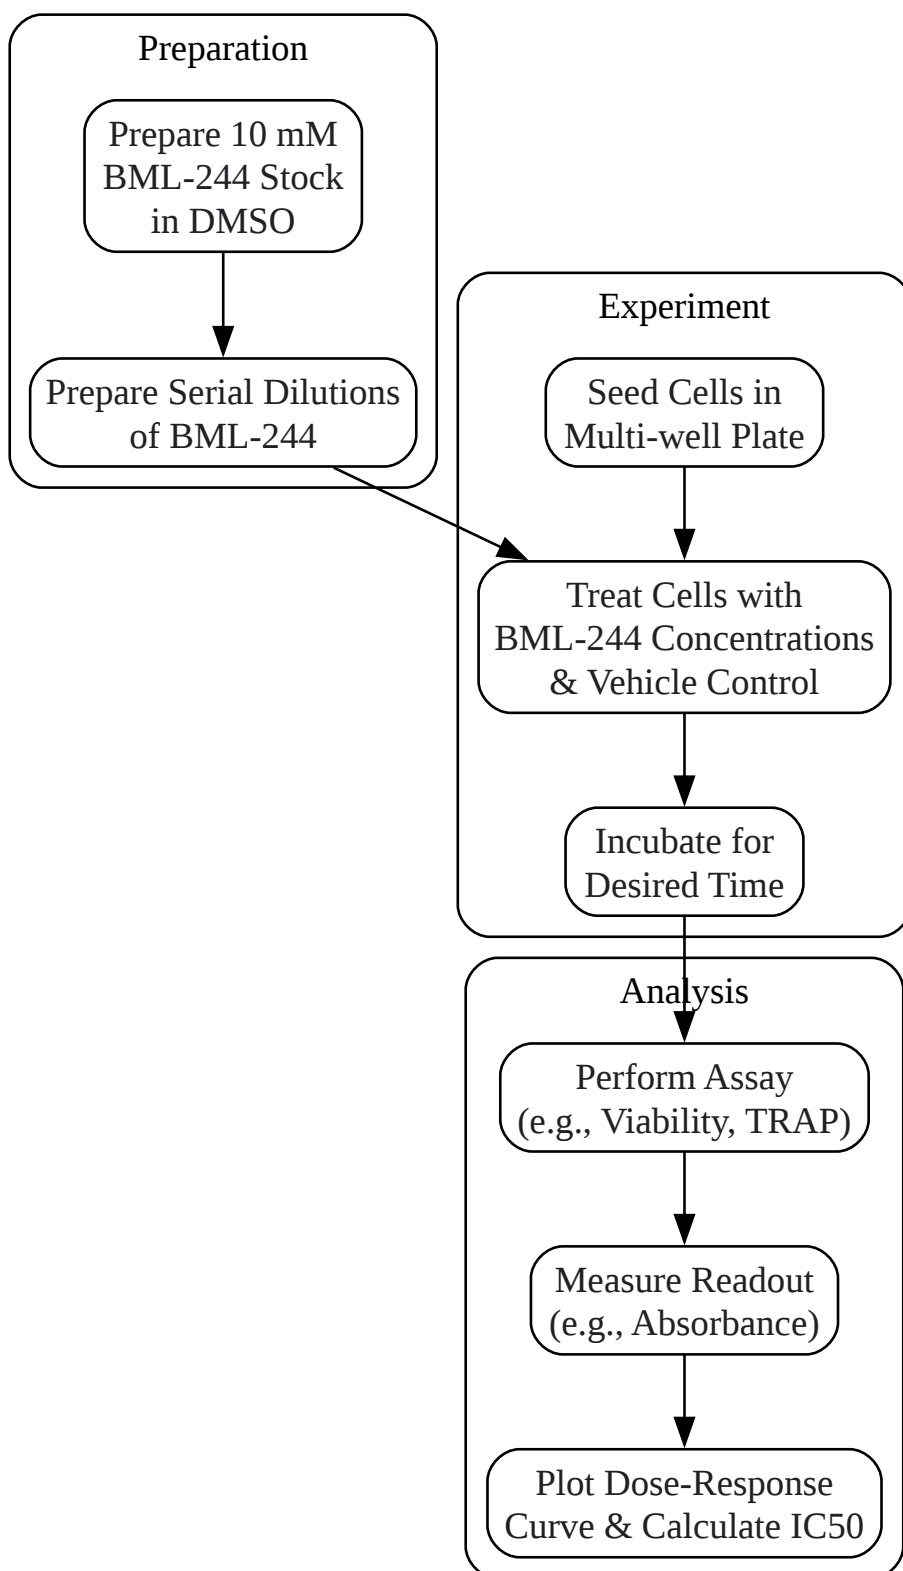 Preparation
Prepare 10 mM
BML-244 Stock
in DMSO
Prepare Serial Dilutions
of BML-244
Experiment
Seed Cells in
Multi-well Plate
Treat Cells with
BML-244 Concentrations
& Vehicle Control
Incubate for
Desired Time
Analysis
Perform Assay
(e.g., Viability, TRAP)
Measure Readout
(e.g., Absorbance)
Plot Dose-Response
Curve & Calculate IC50